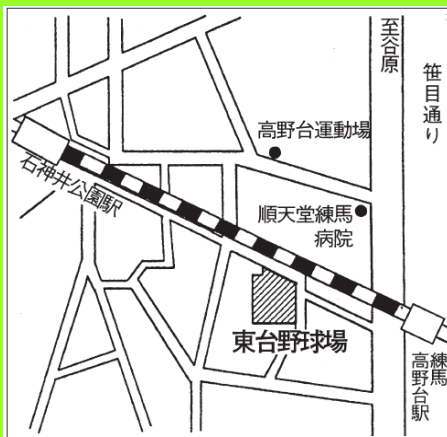 至谷原
笹目通り
高野台運動場
石神井公園駅
順天堂練馬
病院
東台野球場
練馬
高野台駅